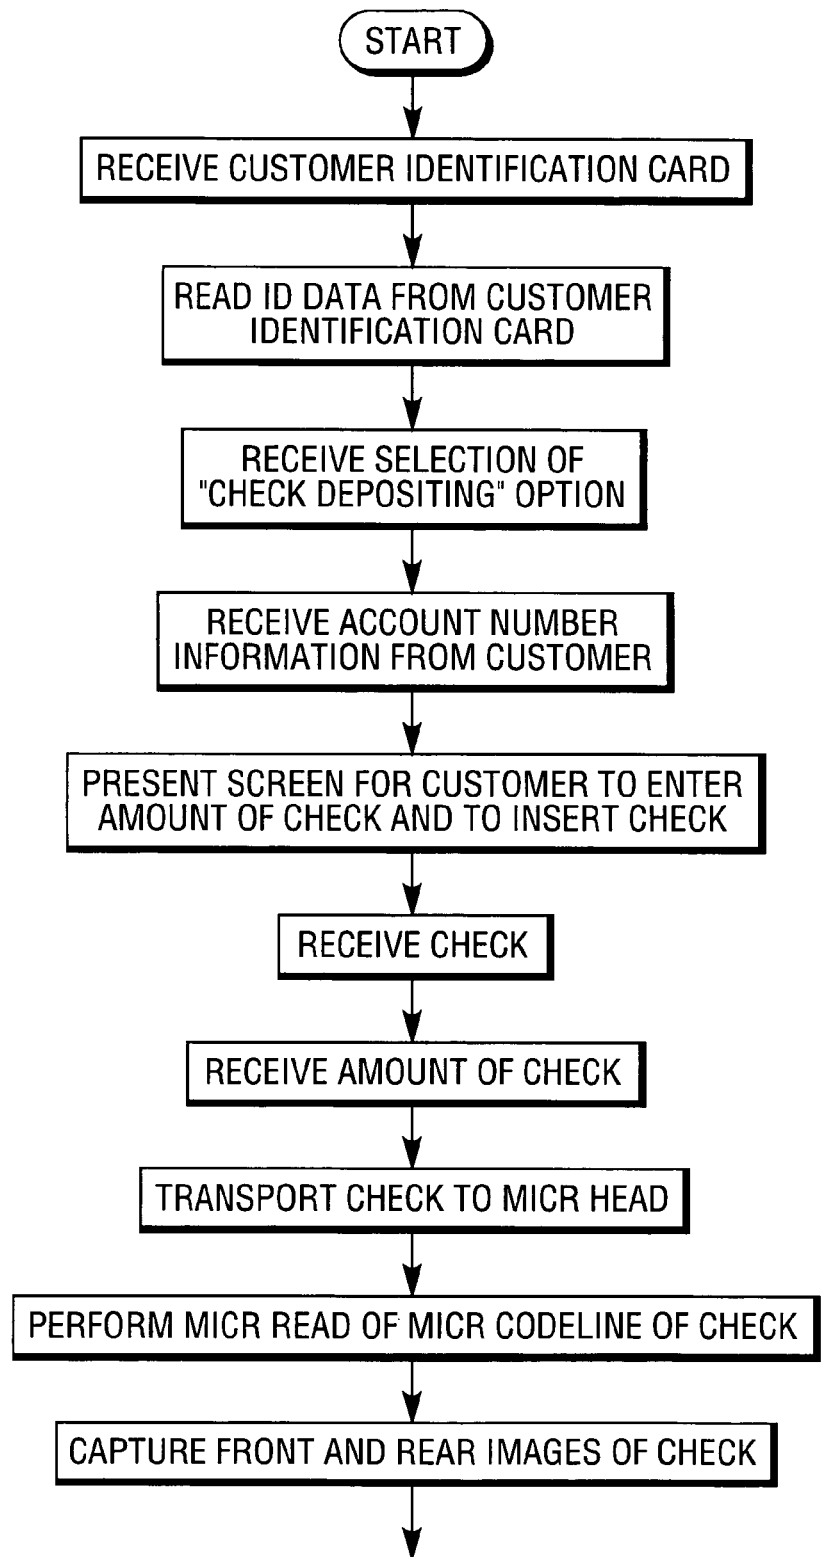 START
RECEIVE CUSTOMER IDENTIFICATION CARD
READ ID DATA FROM CUSTOMER
IDENTIFICATION CARD
RECEIVE SELECTION OF
"CHECK DEPOSITING" OPTION
RECEIVE ACCOUNT NUMBER
INFORMATION FROM CUSTOMER
PRESENT SCREEN FOR CUSTOMER TO ENTER
AMOUNT OF CHECK AND TO INSERT CHECK
RECEIVE CHECK
RECEIVE AMOUNT OF CHECK
TRANSPORT CHECK TO MICR HEAD
PERFORM MICR READ OF MICR CODELINE OF CHECK
CAPTURE FRONT AND REAR IMAGES OF CHECK